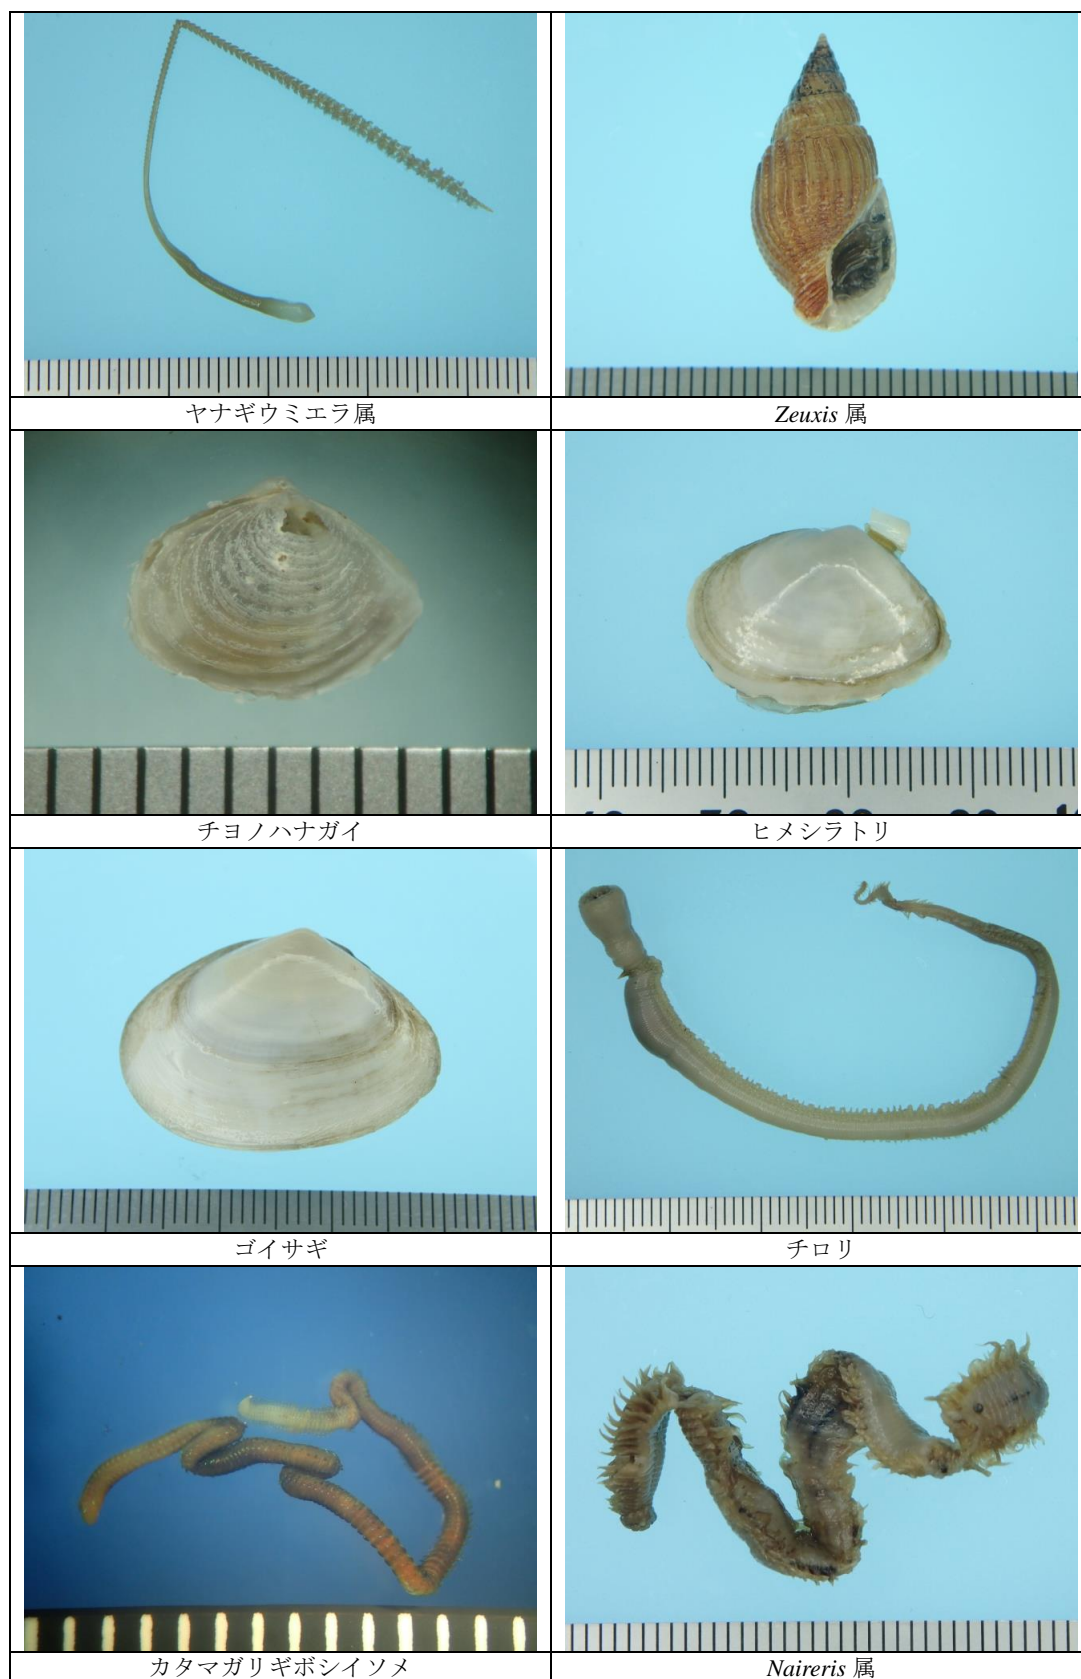 ヤナギウミエラ属
Zeuxis 属
チヨノハナガイ
ヒメシラトリ
ゴイサギ
チロリ
カタマガリギボシイソメ
Naireris 属